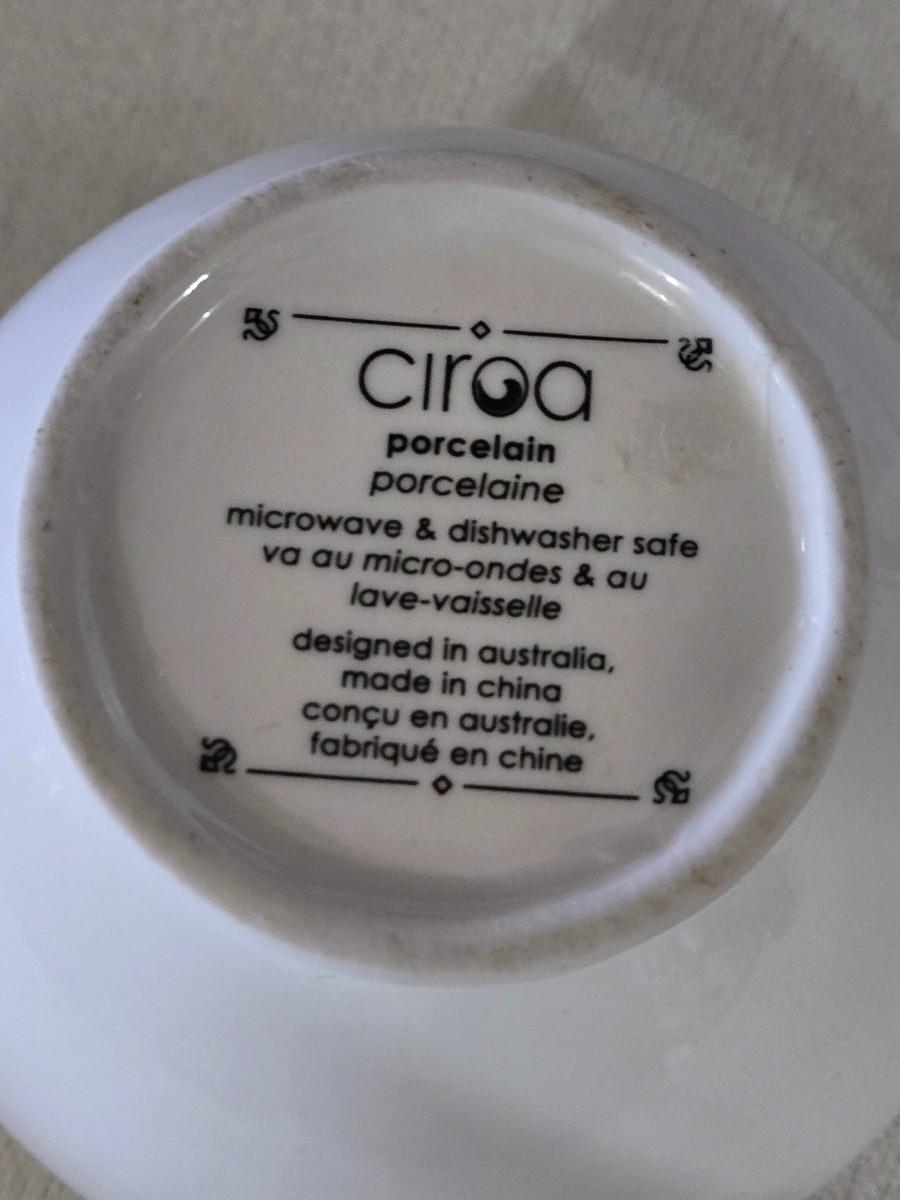 ciroa
porcelain
porcelaine
microwave & dishwasher safe
va au micro-ondes & au
lave-vaisselle
designed in australia,
made in china
conçu en australie,
fabriqué en chine